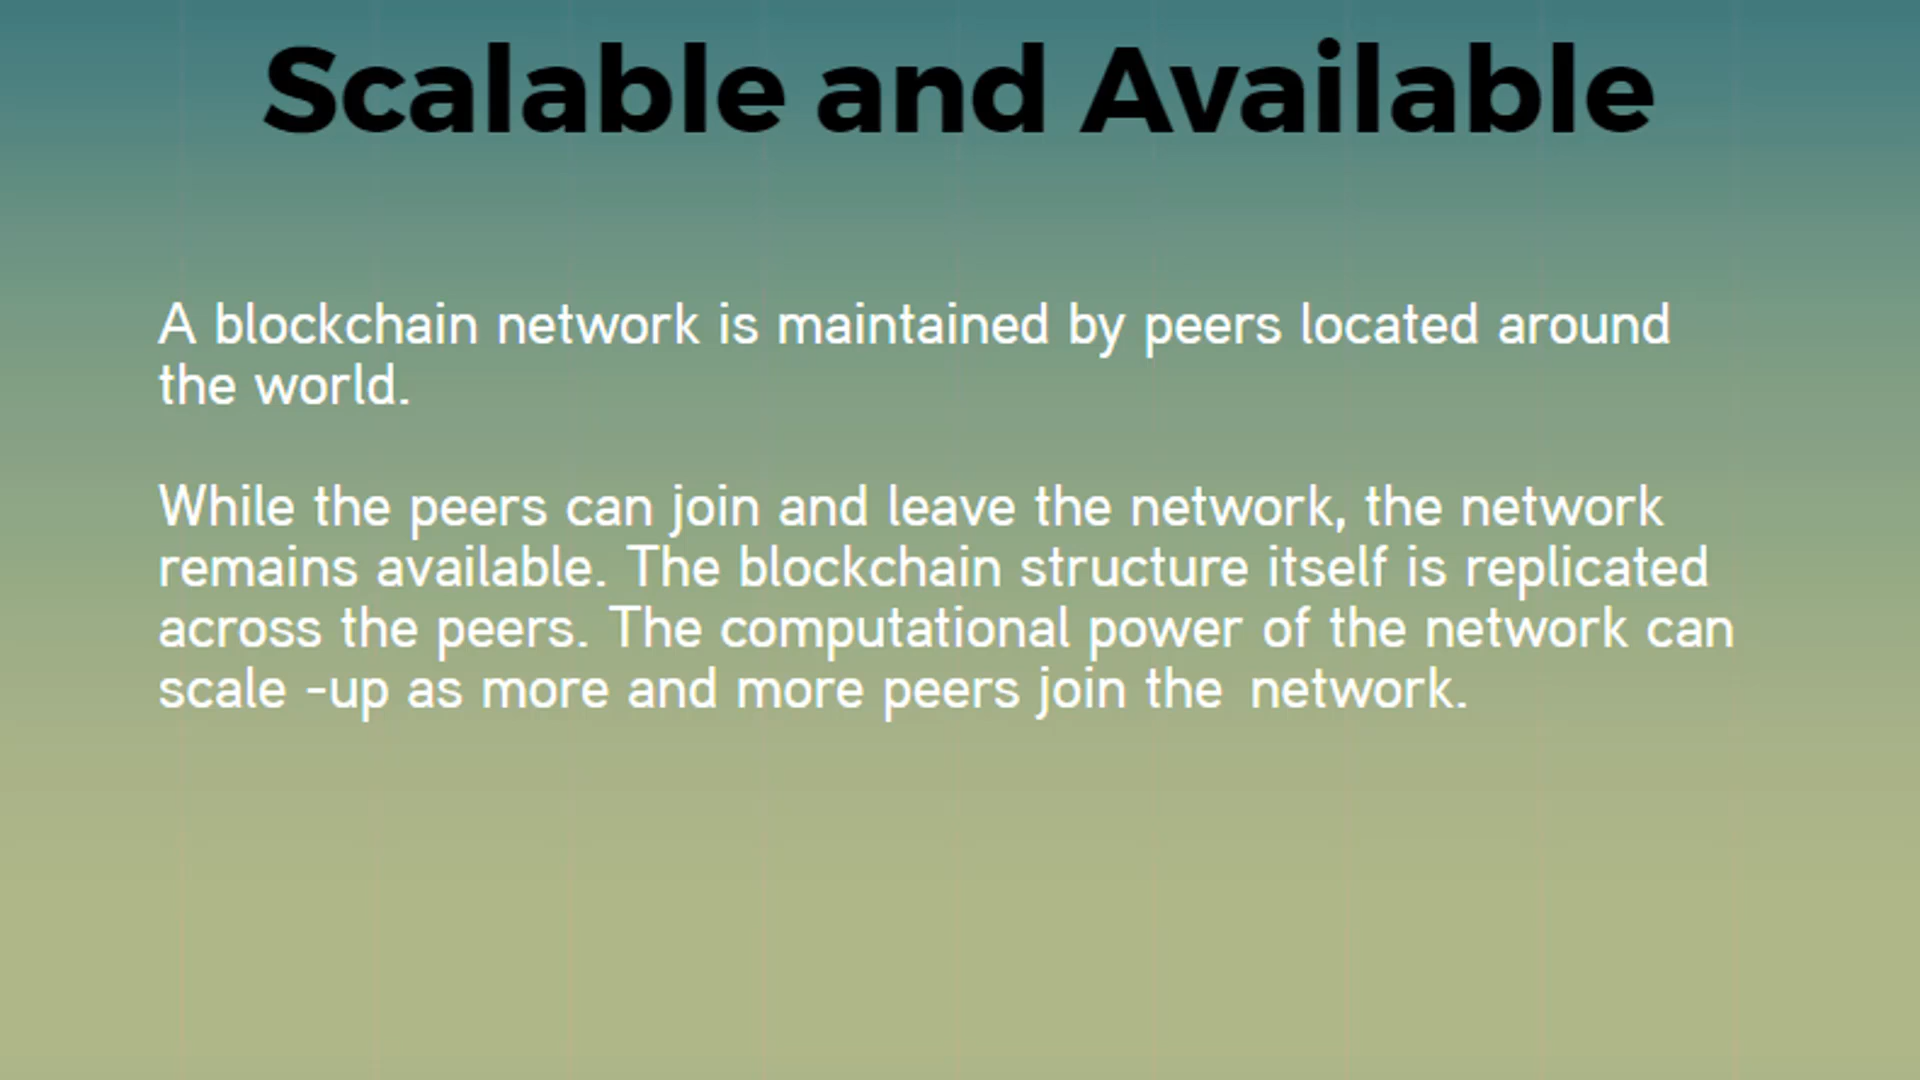 Scalable and Available
A blockchain network is maintained by peers located around
the world.
While the peers can join and leave the network, the network
remains available. The blockchain structure itself is replicated
across the peers. The computational power of the network can
scale -up as more and more peers join the network.